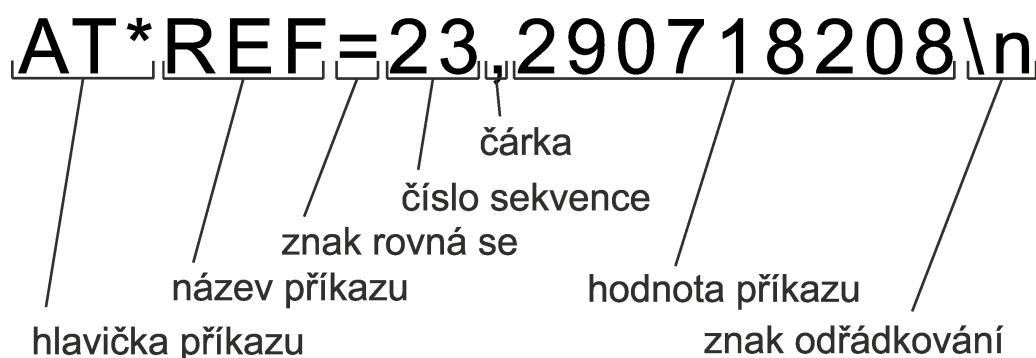 AT*REF=23,290718208\n
čárka
číslo sekvence
znak rovná se
název příkazu
hodnota příkazu
hlavička příkazu
znak odřádkování